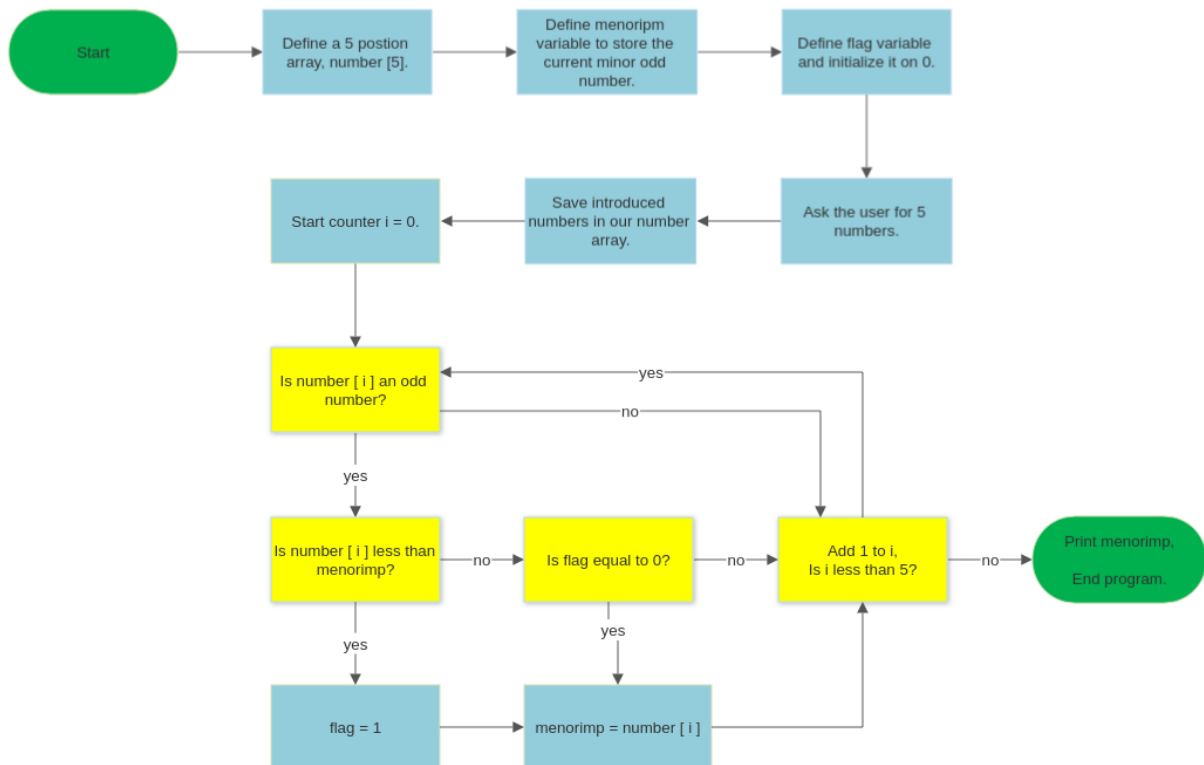 Start
Define a 5 postion
array, number [5].
Define menoripm
variable to store the
current minor odd
number.
Define flag variable
and initialize it on 0.
Ask the user for 5
numbers.
Save introduced
numbers in our number
array.
Start counter i = 0.
Is number [ i ] an odd
number?
yes
no
yes
Is number [ i ] less than
menorimp?
no
Is flag equal to 0?
no
Add 1 to i,
Is i less than 5?
no
Print menorimp,
End program.
yes
yes
flag = 1
menorimp = number [ i ]